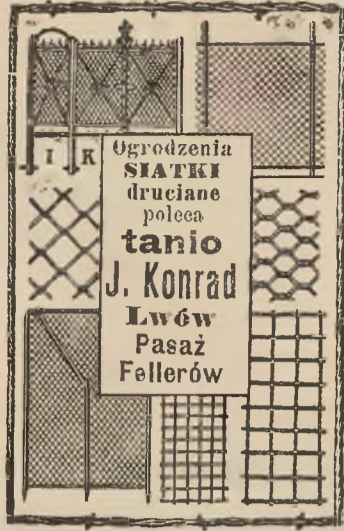 I K
Ogrodzenia
SIATKI
druciane
poleca
tanio
J. Konrad
Lwów
Pasaż
Fellerów